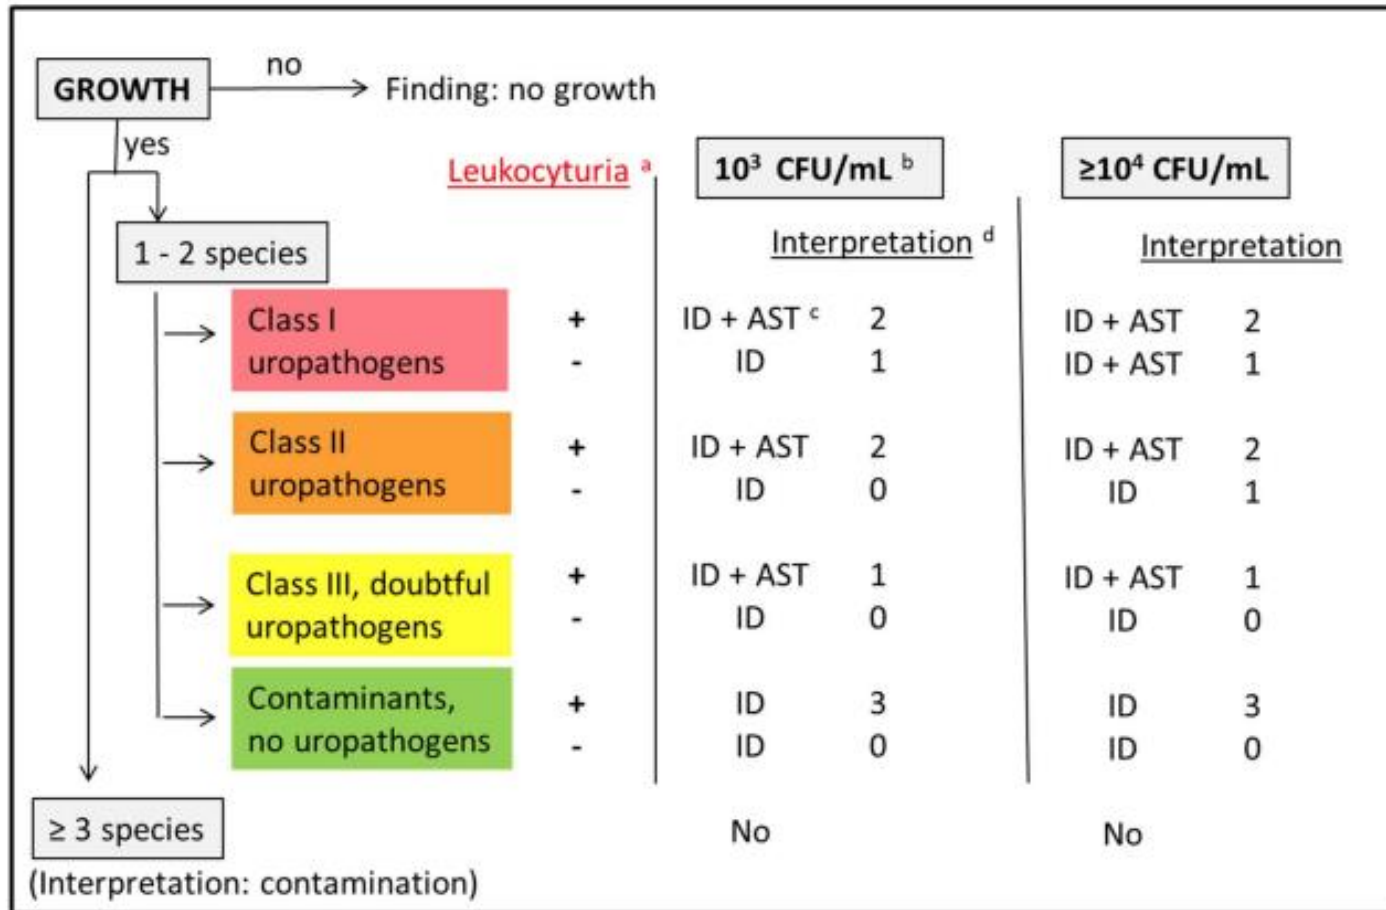 GROWTH no Finding: no growth
yes
Leukocyturia ᵃ 10³ CFU/mL ᵇ ≥10⁴ CFU/mL
1 - 2 species Interpretation ᵈ Interpretation
Class I + ID + AST ᶜ 2 ID + AST 2
uropathogens - ID 1 ID + AST 1
Class II + ID + AST 2 ID + AST 2
uropathogens - ID 0 ID 1
Class III, doubtful + ID + AST 1 ID + AST 1
uropathogens - ID 0 ID 0
Contaminants, + ID 3 ID 3
no uropathogens - ID 0 ID 0
≥ 3 species No No
(Interpretation: contamination)